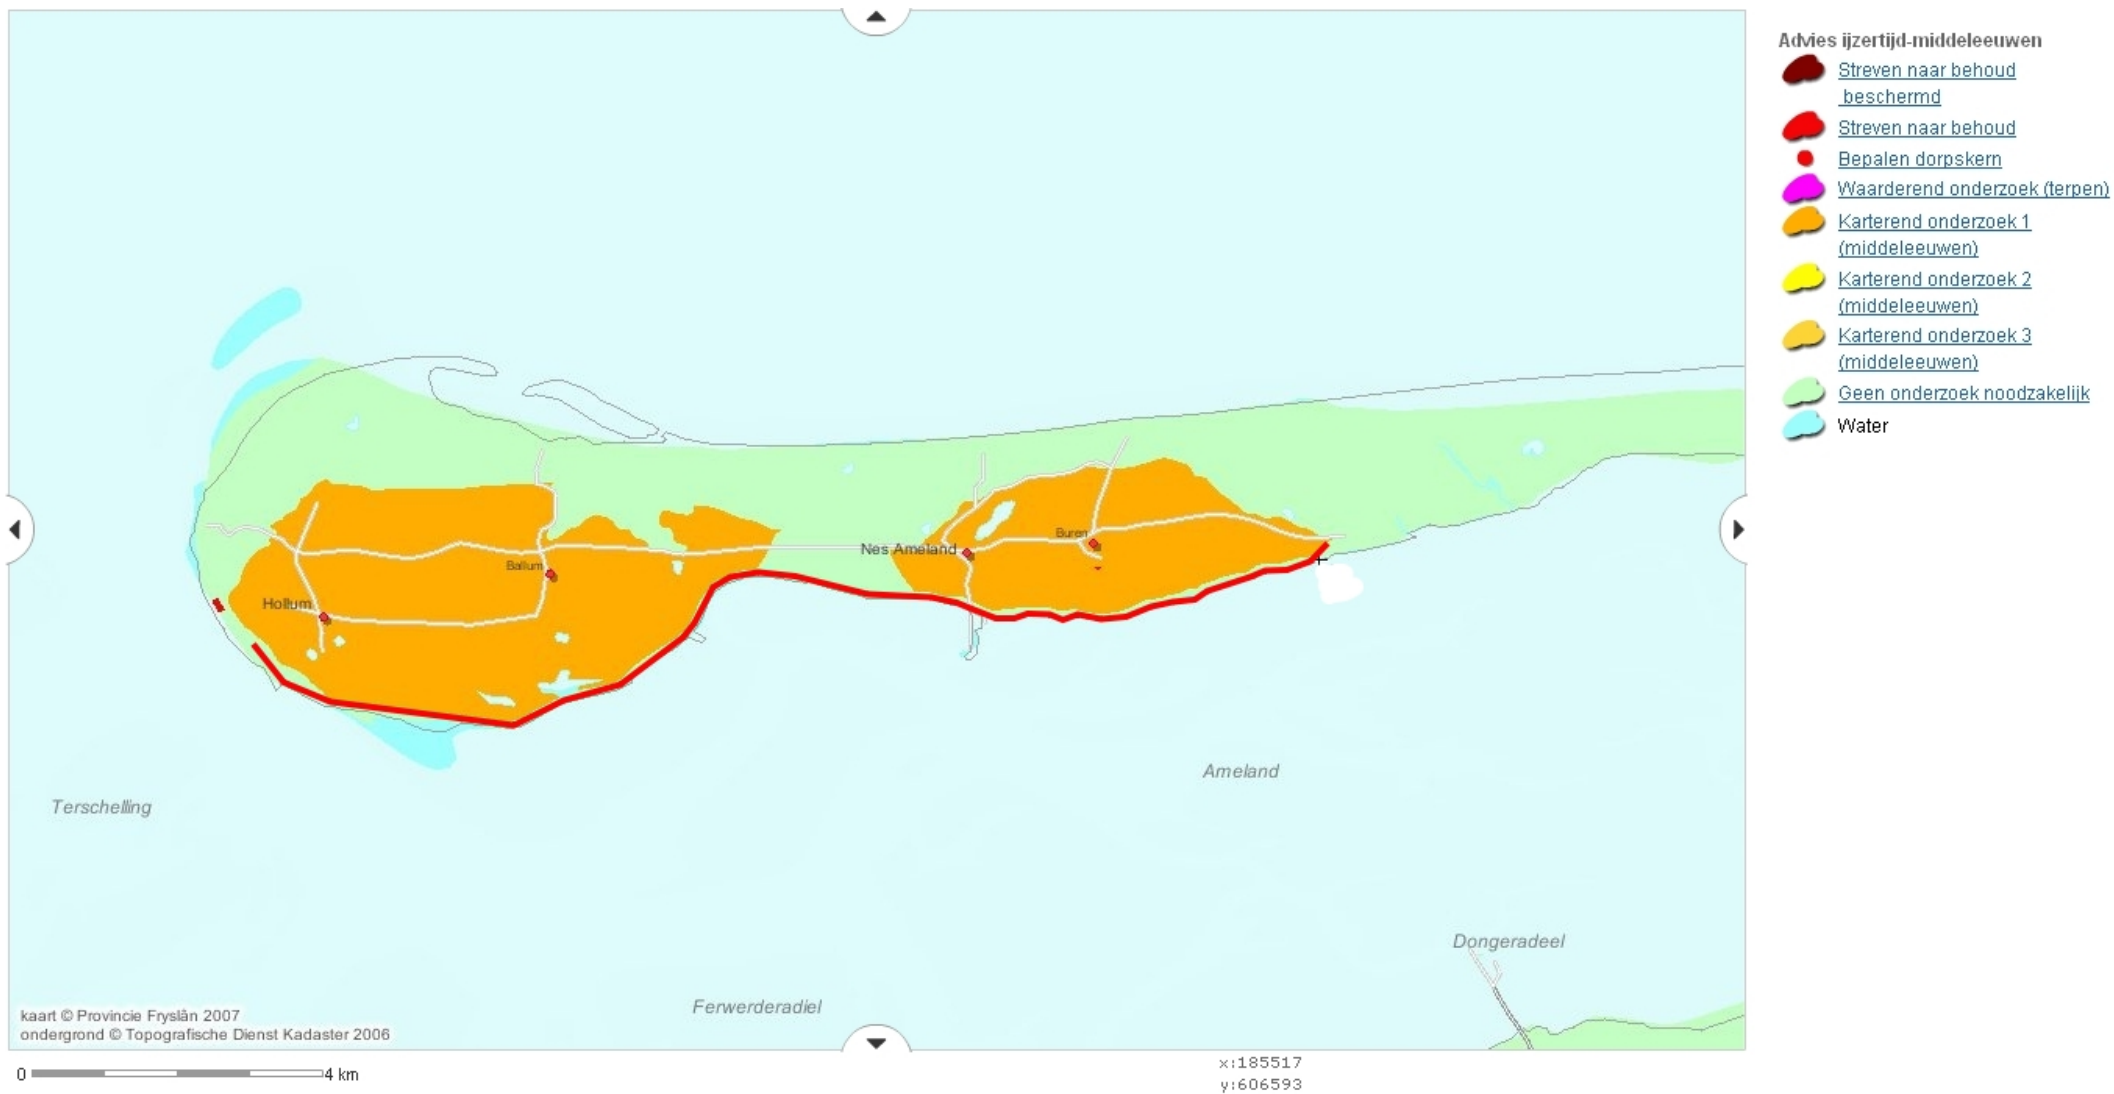 Advies ijzertijd-middeleeuwen
Streven naar behoud
beschermd
Streven naar behoud
Bepalen dorpskern
Waarderend onderzoek (terpen)
Karterend onderzoek 1
(middeleeuwen)
Karterend onderzoek 2
(middeleeuwen)
Karterend onderzoek 3
(middeleeuwen)
Geen onderzoek noodzakelijk
Water
Buren
Nes Ameland
Ballum
Hollum
Ameland
Terschelling
Dongeradeel
Ferwerderadiel
kaart © Provincie Fryslân 2007
ondergrond © Topografische Dienst Kadaster 2006
0 4 km
x:185517
y:606593